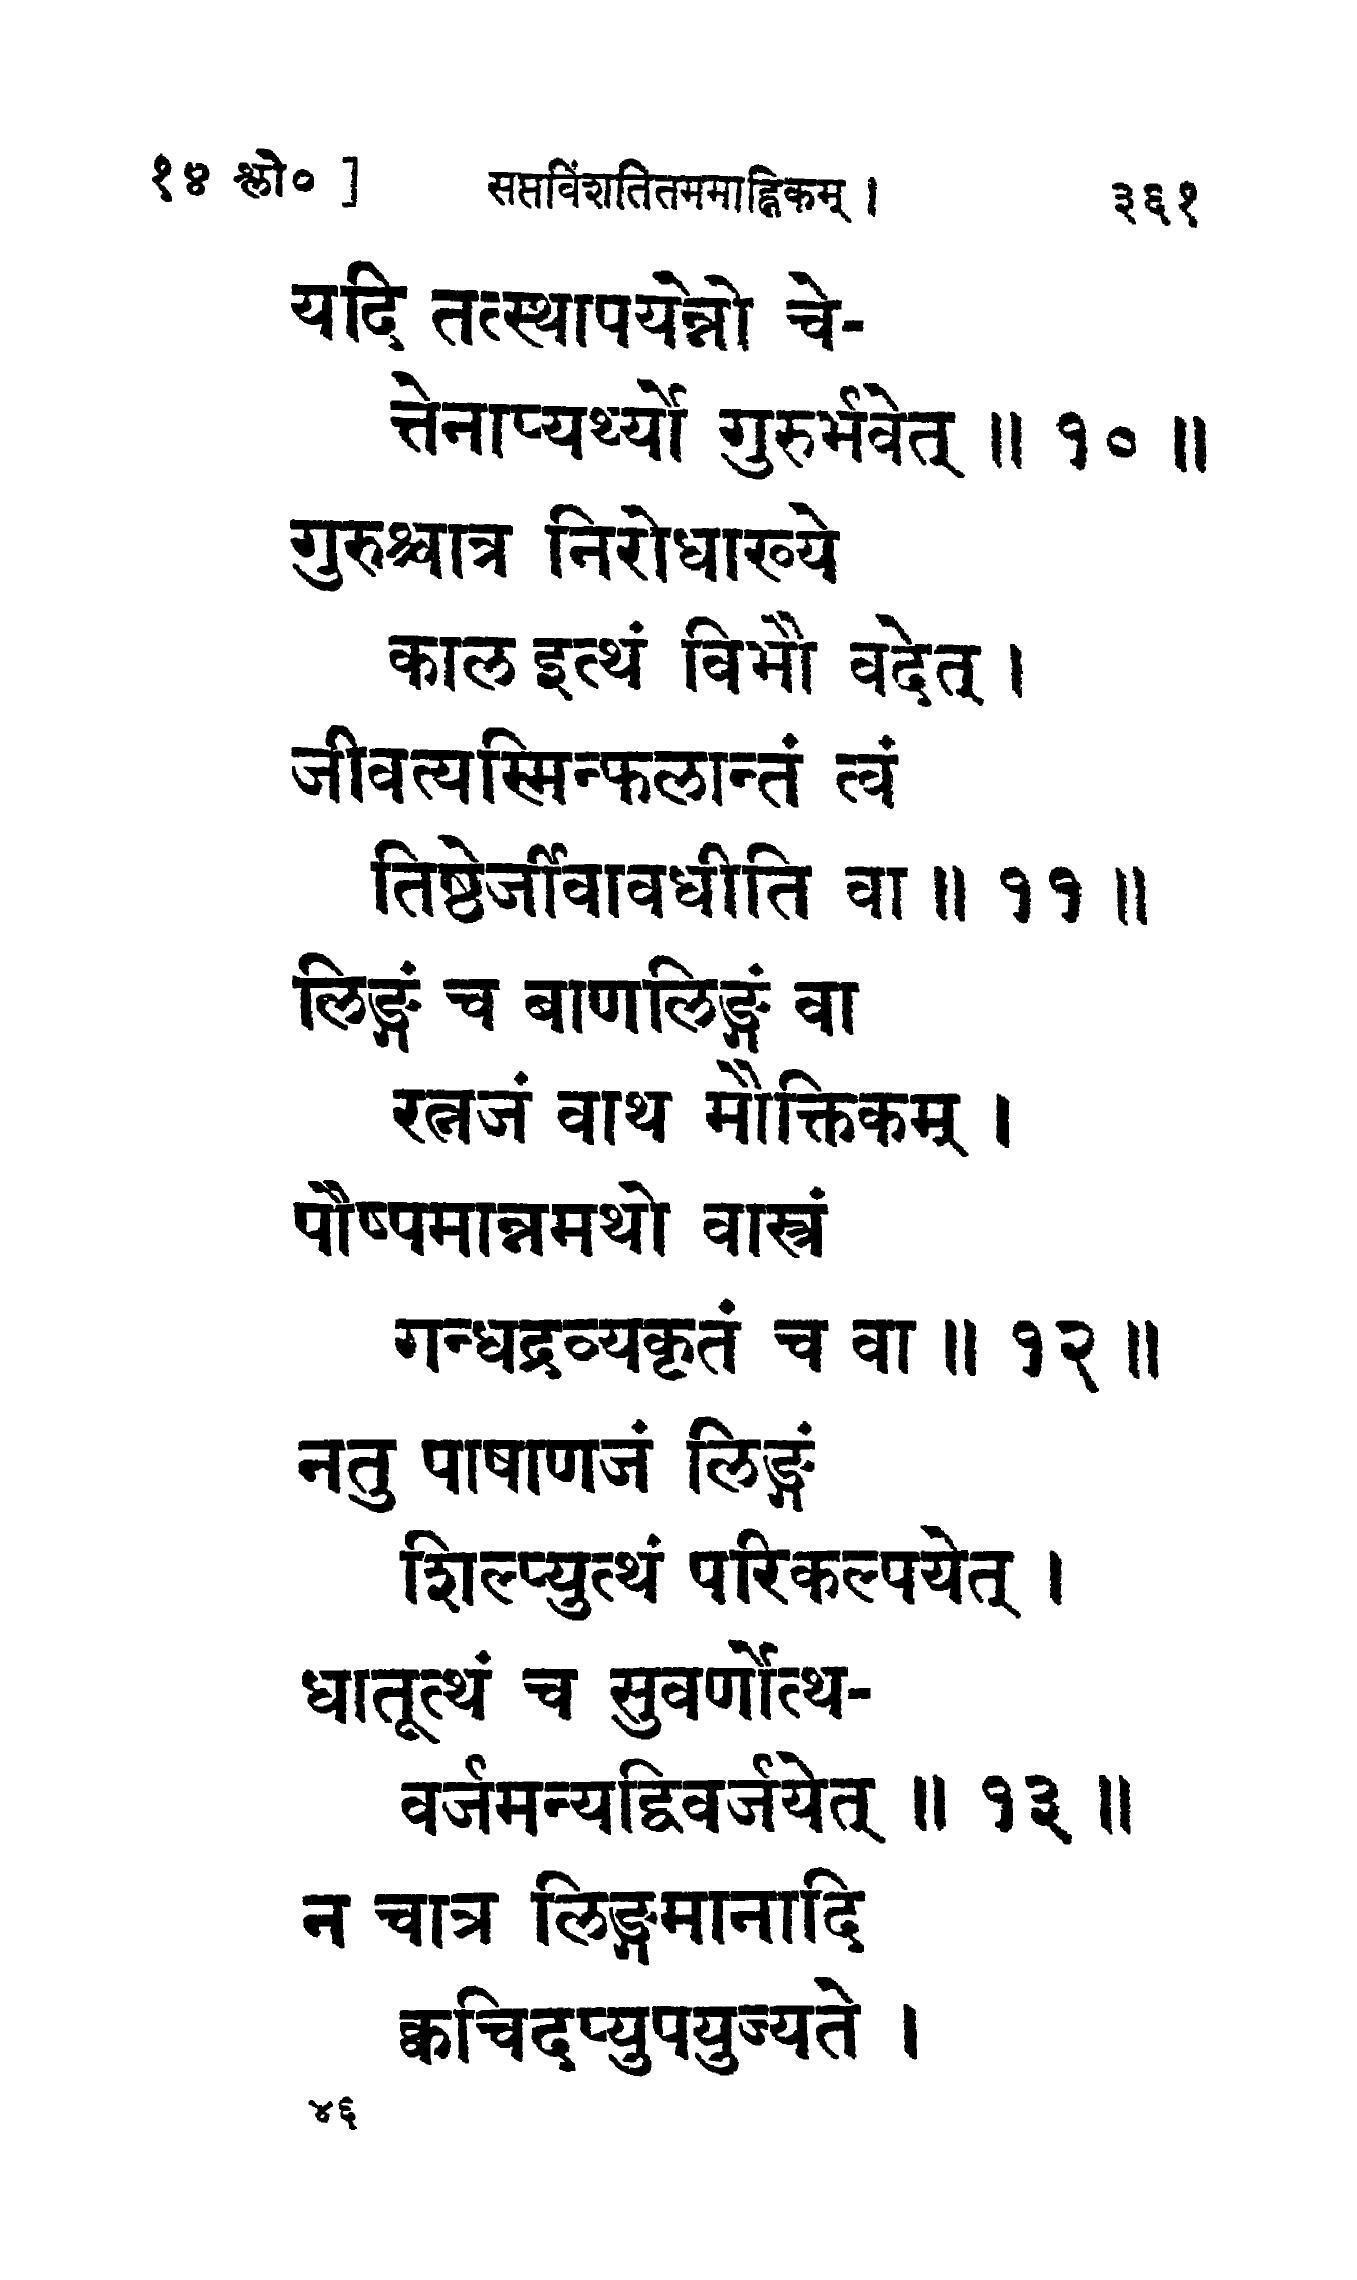 १४ श्लो० ]
सप्तविंशतितममाह्निकम् ।
३६१
यदि तत्स्थापयेन्नो चे-
त्तेनाप्यर्थ्यो गुरुर्भवेत् ॥ १० ॥
गुरुश्चात्र निरोधाख्ये
काल इत्थं विभौ वदेत् ।
जीवत्यस्मिन्फलान्तं त्वं
तिष्ठेर्जीवावधीति वा ॥ ११ ॥
लिङ्गं च बाणलिङ्गं वा
रत्नजं वाथ मौक्तिकम् ।
पौष्पमान्नमथो वास्त्रं
गन्धद्रव्यकृतं च वा ॥ १२ ॥
नतु पाषाणजं लिङ्गं
शिल्प्युत्थं परिकल्पयेत् ।
धातूत्थं च सुवर्णोत्थ-
वर्जमन्यद्विवर्जयेत् ॥ १३ ॥
न चात्र लिङ्गमानादि
क्वचिदप्युपयुज्यते ।
४६